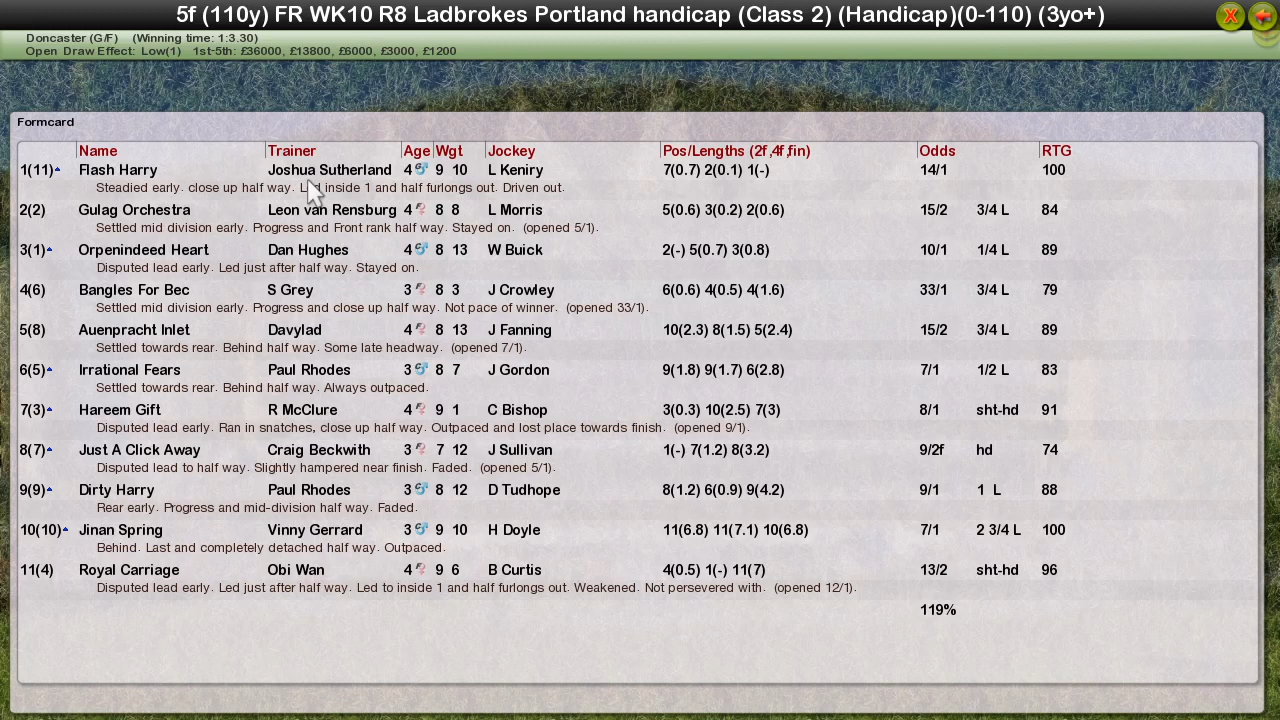 5f (110y) FR WK10 R8 Ladbrokes Portland handicap (Class 2) (Handicap)(0-110) (3yo+)
X
Doncaster (G/F) (Winning time: 1:3.30)
Open Draw Effect: Low(1) 1st-5th: £36000, £13800, £6000, £3000, £1200
Formcard
Name Trainer Age Wgt Jockey Pos/Lengths (2f,4f,fin) Odds RTG
1(11) Flash Harry Joshua Sutherland 4 9 10 L Keniry 7(0.7) 2(0.1) 1(-) 14/1 100
Steadied early. close up half way. inside 1 and half furlongs out. Driven out.
2(2) Gulag Orchestra Leon van Rensburg 4 8 8 L Morris 5(0.6) 3(0.2) 2(0.6) 15/2 3/4 L 84
Settled mid division early. Progress and Front rank half way. Stayed on. (opened 5/1).
3(1) Orpenindeed Heart Dan Hughes 4 8 13 W Buick 2(-) 5(0.7) 3(0.8) 10/1 1/4 L 89
Disputed lead early. Led just after half way. Stayed on.
4(6) Bangles For Bec S Grey 3 8 3 J Crowley 6(0.6) 4(0.5) 4(1.6) 33/1 3/4 L 79
Settled mid division early. Progress and close up half way. Not pace of winner. (opened 33/1).
5(8) Auenpracht Inlet Davylad 4 8 13 J Fanning 10(2.3) 8(1.5) 5(2.4) 15/2 3/4 L 89
Settled towards rear. Behind half way. Some late headway. (opened 7/1).
6(5) Irrational Fears Paul Rhodes 3 8 7 J Gordon 9(1.8) 9(1.7) 6(2.8) 7/1 1/2 L 83
Settled towards rear. Behind half way. Always outpaced.
7(3) Hareem Gift R McClure 4 9 1 C Bishop 3(0.3) 10(2.5) 7(3) 8/1 sht-hd 91
Disputed lead early. Ran in snatches, close up half way. Outpaced and lost place towards finish. (opened 9/1).
8(7) Just A Click Away Craig Beckwith 3 7 12 J Sullivan 1(-) 7(1.2) 8(3.2) 9/2f hd 74
Disputed lead to half way. Slightly hampered near finish. Faded. (opened 5/1).
9(9) Dirty Harry Paul Rhodes 3 8 12 D Tudhope 8(1.2) 6(0.9) 9(4.2) 9/1 1 L 88
Rear early. Progress and mid-division half way. Faded.
10(10) Jinan Spring Vinny Gerrard 3 9 10 H Doyle 11(6.8) 11(7.1) 10(6.8) 7/1 2 3/4 L 100
Behind. Last and completely detached half way. Outpaced.
11(4) Royal Carriage Obi Wan 4 9 6 B Curtis 4(0.5) 1(-) 11(7) 13/2 sht-hd 96
Disputed lead early. Led just after half way. Led to inside 1 and half furlongs out. Weakened. Not persevered with. (opened 12/1).
119%